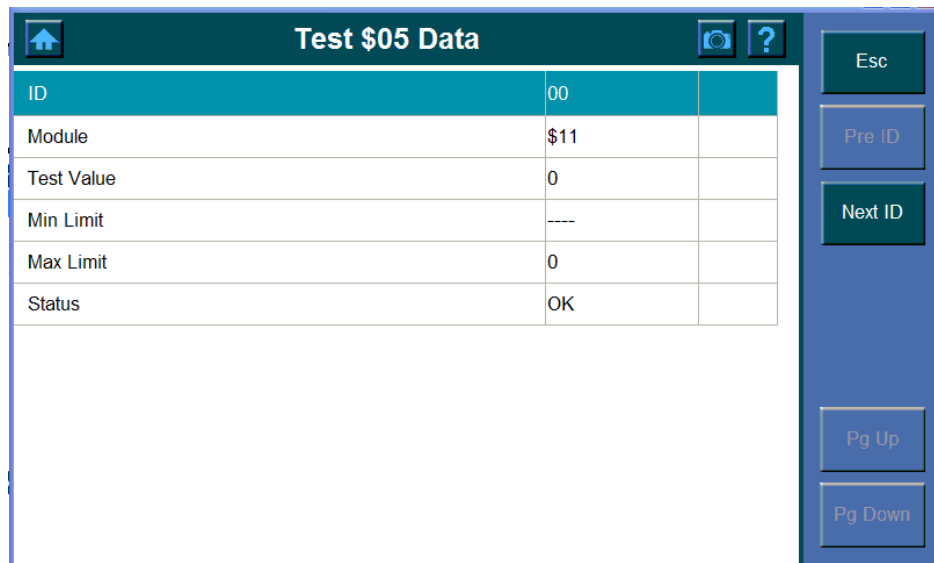 Test $05 Data
?
Esc
ID 00
Module $11
Pre ID
Test Value 0
Min Limit ----
Next ID
Max Limit 0
Status OK
Pg Up
Pg Down